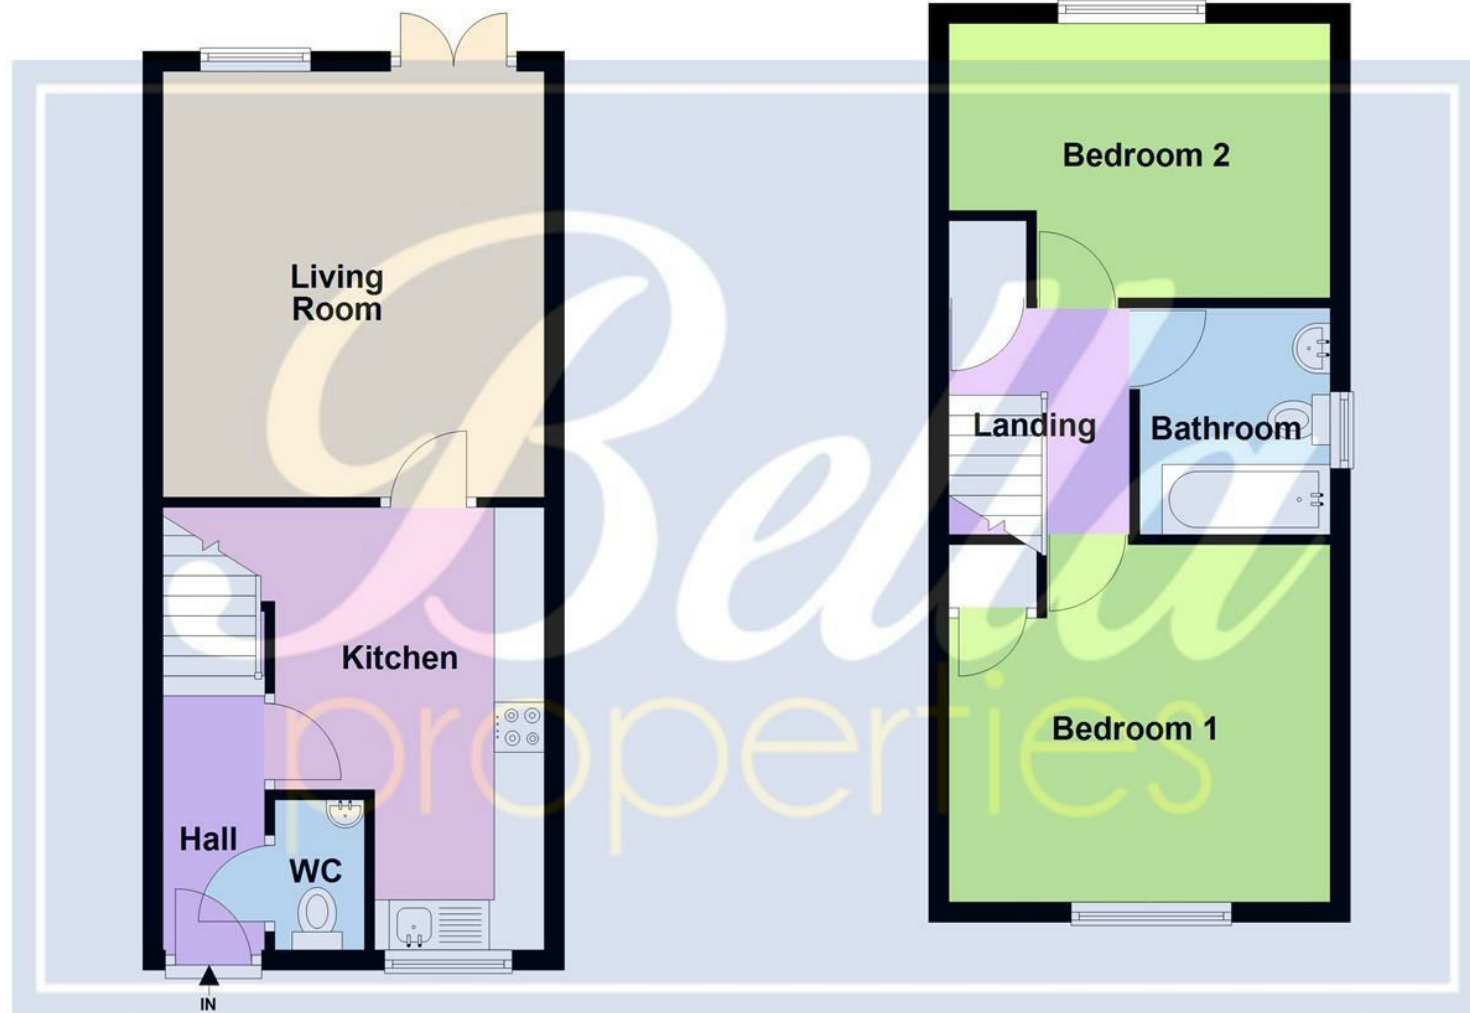 Living
Room
Kitchen
Hall
WC
IN
Bedroom 2
Landing
Bathroom
Bedroom 1
Bella
properties